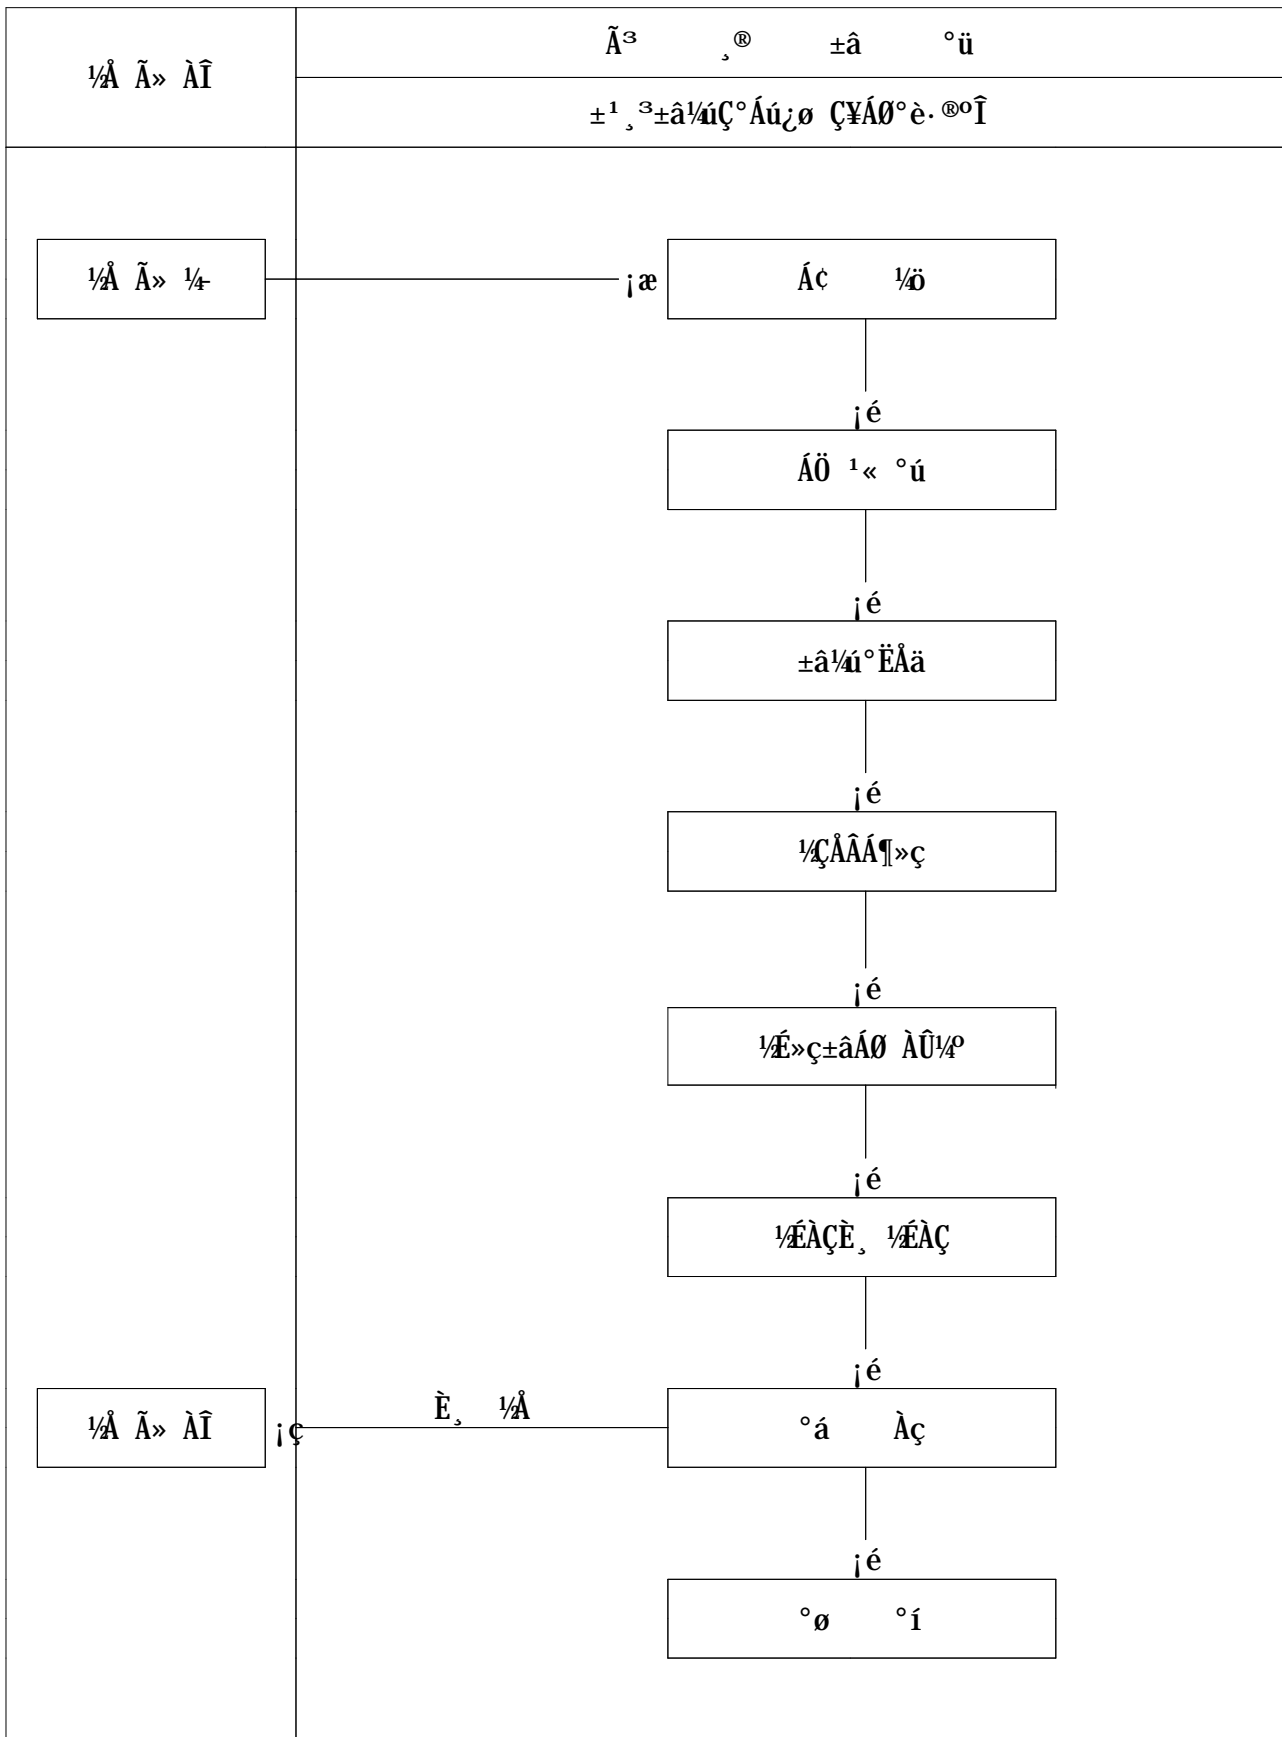 ½Å Ã» ÀÎ
Ã³ ¸® ±â °ü
±¹¸³±â¼úÇ°Áú¿ø Ç¥ÁØ°è·®ºÎ
½Å Ã» ¼­
¡æ
Á¢ ¼ö
¡é
ÁÖ ¹« °ú
¡é
±â¼ú°ËÅä
¡é
½ÇÅÂÁ¶»ç
¡é
½É»ç±âÁØ ÀÛ¼º
¡é
½ÉÀÇÈ¸ ½ÉÀÇ
¡é
½Å Ã» ÀÎ
¡ç
È¸ ½Å
°á Àç
¡é
°ø °í